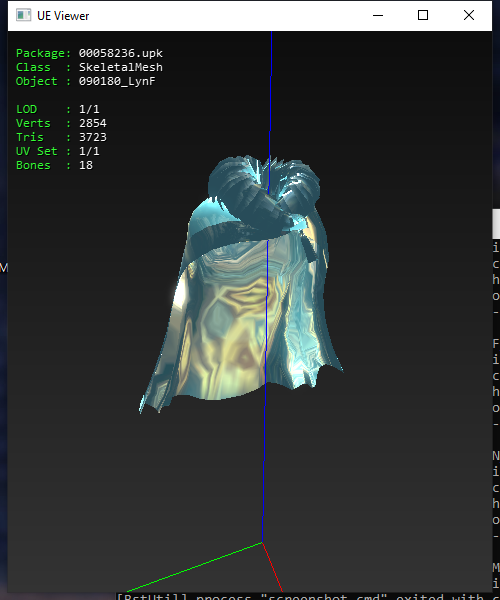 UE Viewer
Package: 00058236.upk
Class  : SkeletalMesh
Object : 090180_LynF
LOD    : 1/1
Verts  : 2854
Tris   : 3723
UV Set : 1/1
Bones  : 18
M
i
c
h
o
-
F
i
c
h
o
-
N
i
c
h
o
-
M
i
[BstUtil] process "screenshot.cmd" exited with c